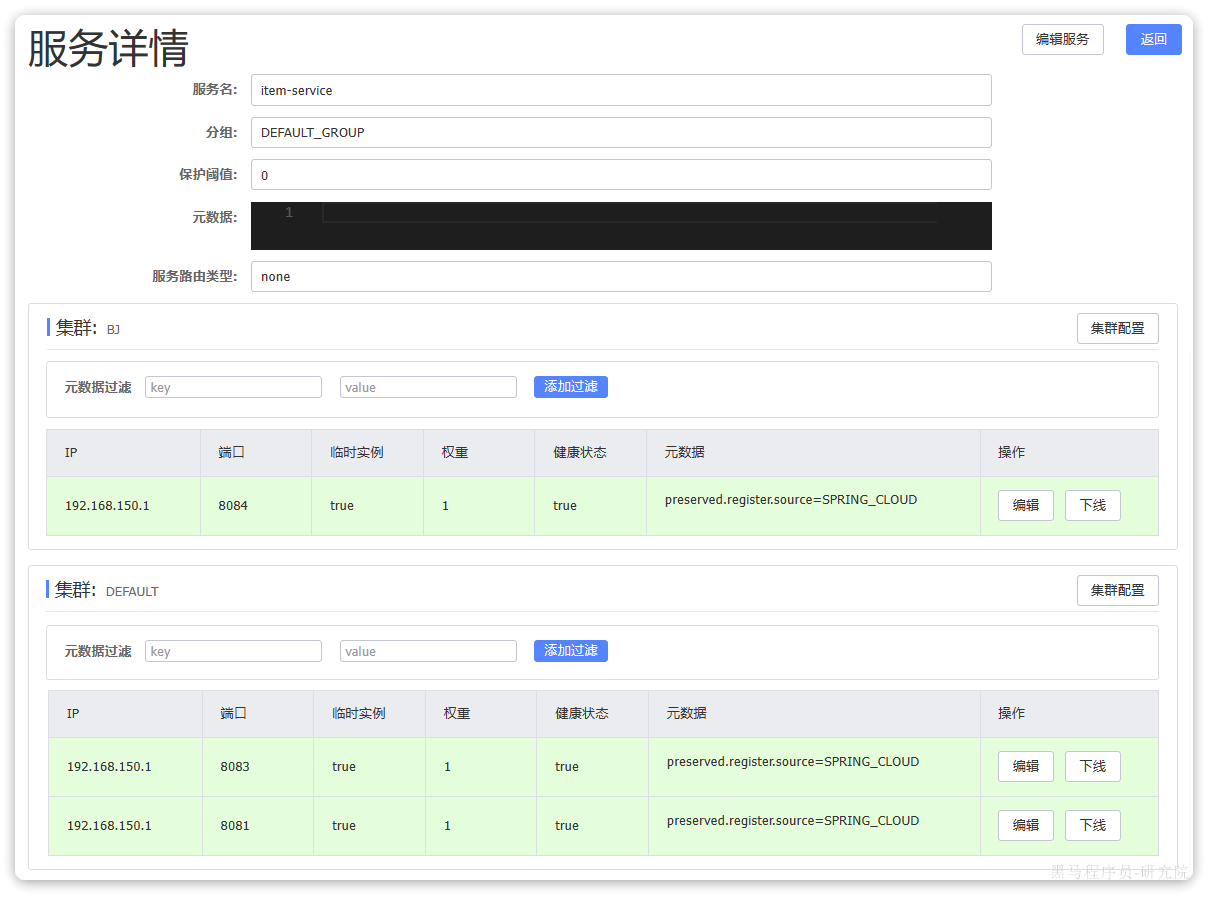 服务详情
编辑服务 返回
服务名: item-service
分组: DEFAULT_GROUP
保护阈值: 0
元数据: 1
服务路由类型: none
集群: BJ 集群配置
元数据过滤 key value 添加过滤
IP 端口 临时实例 权重 健康状态 元数据 操作
192.168.150.1 8084 true 1 true preserved.register.source=SPRING_CLOUD 编辑 下线
集群: DEFAULT 集群配置
元数据过滤 key value 添加过滤
IP 端口 临时实例 权重 健康状态 元数据 操作
192.168.150.1 8083 true 1 true preserved.register.source=SPRING_CLOUD 编辑 下线
192.168.150.1 8081 true 1 true preserved.register.source=SPRING_CLOUD 编辑 下线
黑马程序员-研究院